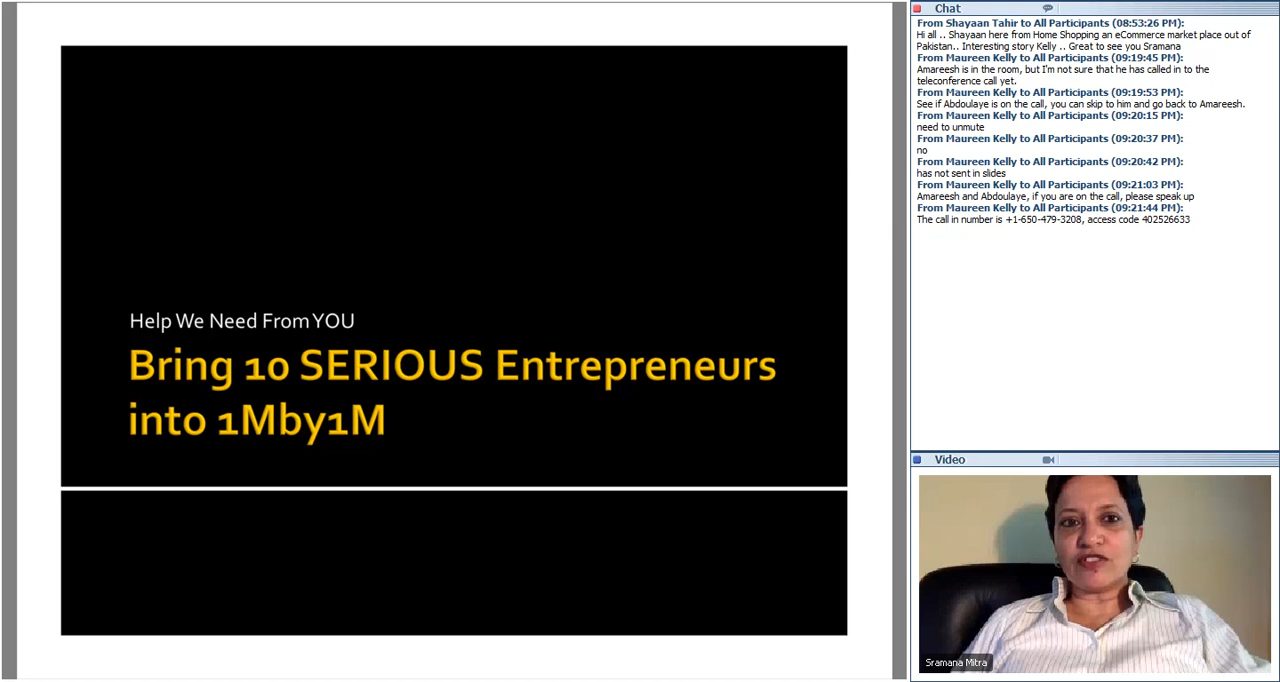 Help We Need From YOU
Bring 10 SERIOUS Entrepreneurs
into 1Mby1M
Chat
From Shayaan Tahir to All Participants (08:53:26 PM):
Hi all .. Shayaan here from Home Shopping an eCommerce market place out of
Pakistan.. Interesting story Kelly .. Great to see you Sramana
From Maureen Kelly to All Participants (09:19:45 PM):
Amareesh is in the room, but I'm not sure that he has called in to the
teleconference call yet.
From Maureen Kelly to All Participants (09:19:53 PM):
See if Abdoulaye is on the call, you can skip to him and go back to Amareesh.
From Maureen Kelly to All Participants (09:20:15 PM):
need to unmute
From Maureen Kelly to All Participants (09:20:37 PM):
no
From Maureen Kelly to All Participants (09:20:42 PM):
has not sent in slides
From Maureen Kelly to All Participants (09:21:03 PM):
Amareesh and Abdoulaye, if you are on the call, please speak up
From Maureen Kelly to All Participants (09:21:44 PM):
The call in number is +1-650-479-3208, access code 402526633
Video
Sramana Mitra